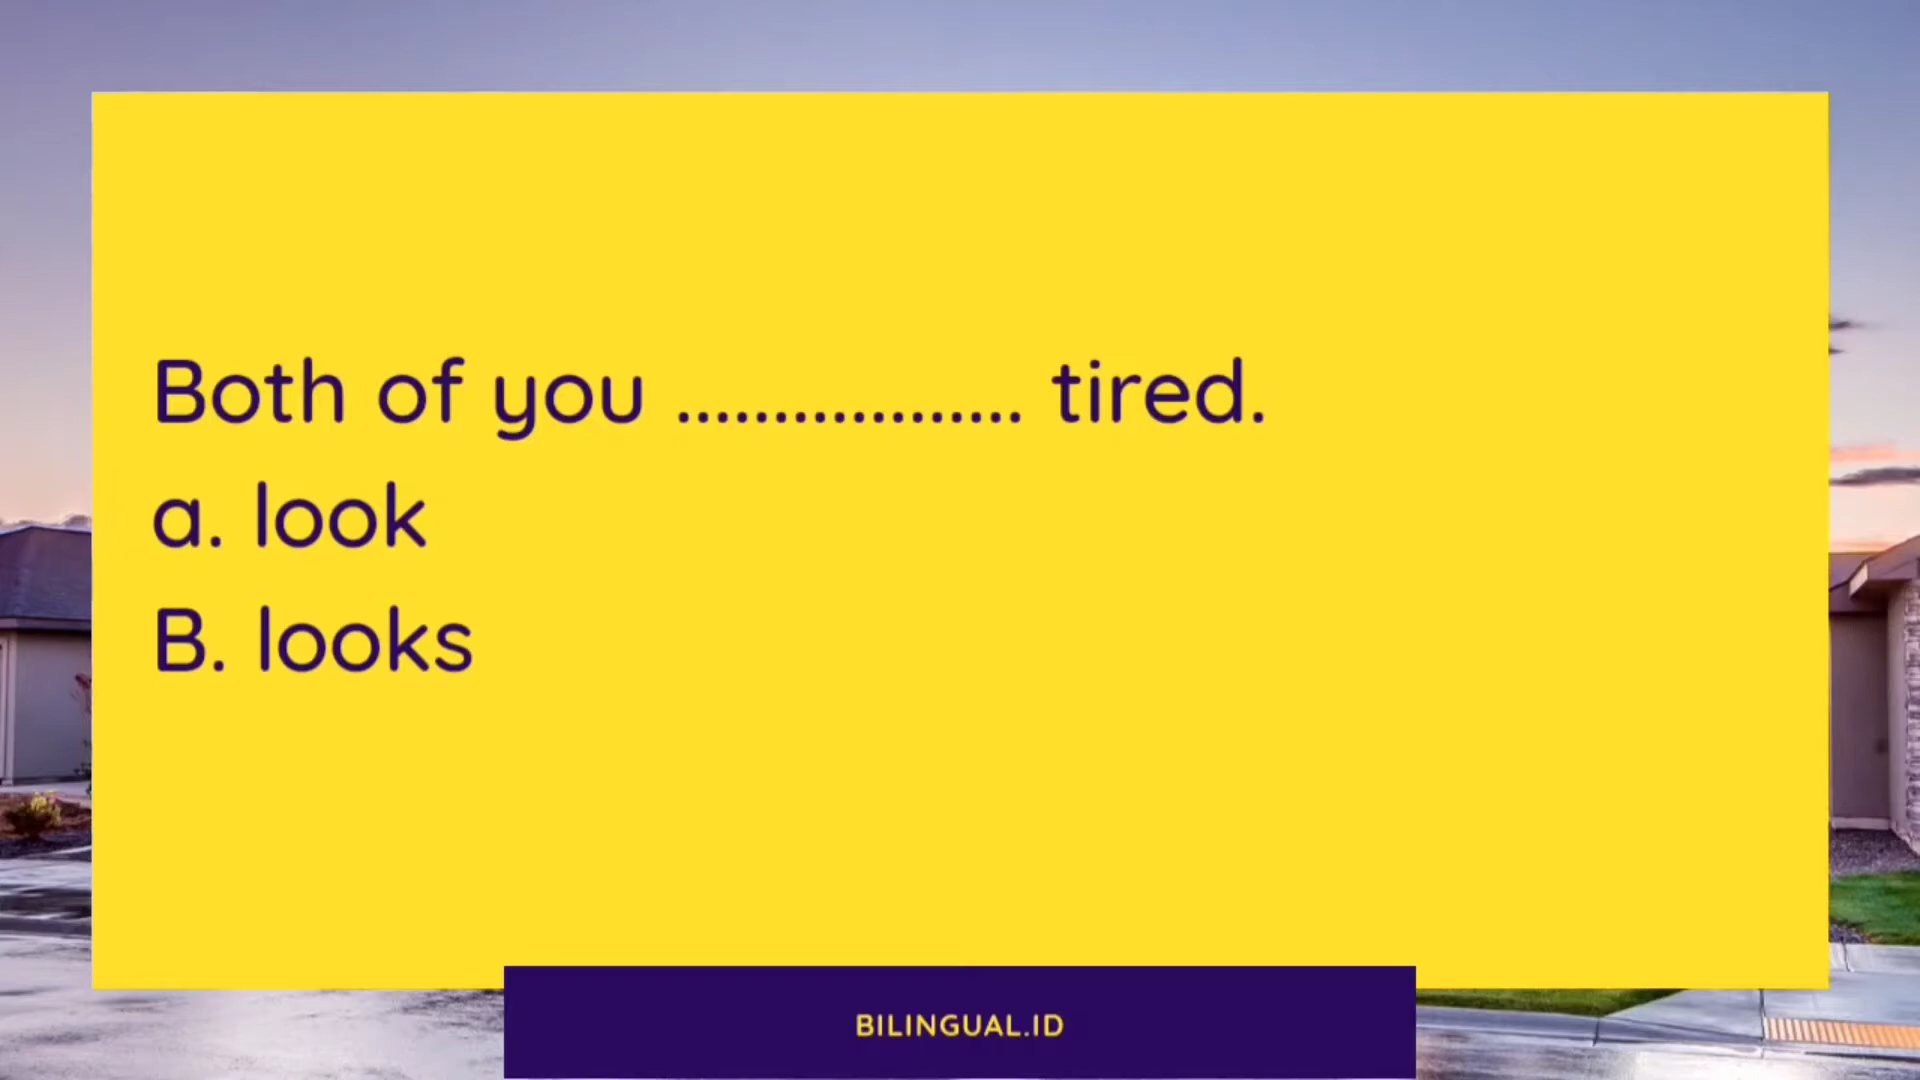 Both of you .................. tired.
a. look
B. looks
BILINGUAL.ID